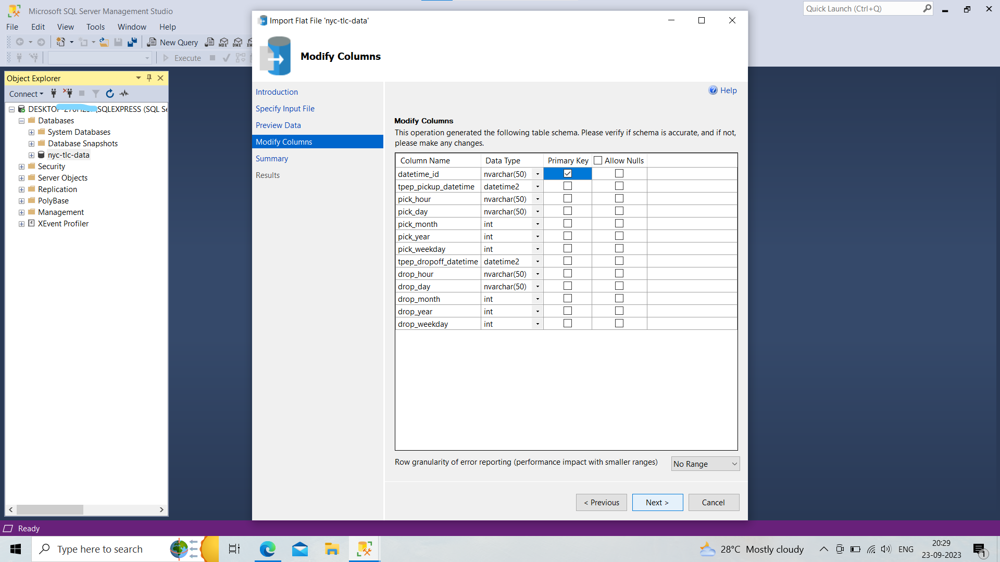 Microsoft SQL Server Management Studio
Quick Launch (Ctrl+Q)
File Edit View Tools Window Help
New Query
Execute
Import Flat File 'nyc-tlc-data'
Modify Columns
Object Explorer
Connect
SQLEXPRESS (SQL Se
Databases
System Databases
Database Snapshots
nyc-tlc-data
Security
Server Objects
Replication
PolyBase
Management
XEvent Profiler
Introduction
Specify Input File
Preview Data
Modify Columns
Summary
Results
Help
Modify Columns
This operation generated the following table schema. Please verify if schema is accurate, and if not,
please make any changes.
Column Name Data Type Primary Key Allow Nulls
datetime_id nvarchar(50)
tpep_pickup_datetime datetime2
pick_hour nvarchar(50)
pick_day nvarchar(50)
pick_month int
pick_year int
pick_weekday int
tpep_dropoff_datetime datetime2
drop_hour nvarchar(50)
drop_day nvarchar(50)
drop_month int
drop_year int
drop_weekday int
Row granularity of error reporting (performance impact with smaller ranges) No Range
< Previous Next > Cancel
Ready
Type here to search
28°C Mostly cloudy
ENG
20:29
23-09-2023
1